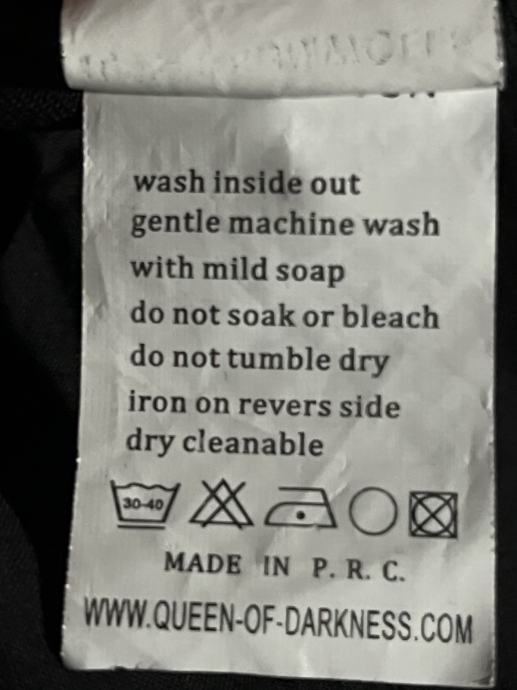 wash inside out
gentle machine wash
with mild soap
do not soak or bleach
do not tumble dry
iron on revers side
dry cleanable
30-40
MADE IN P. R. C.
WWW.QUEEN-OF-DARKNESS.COM